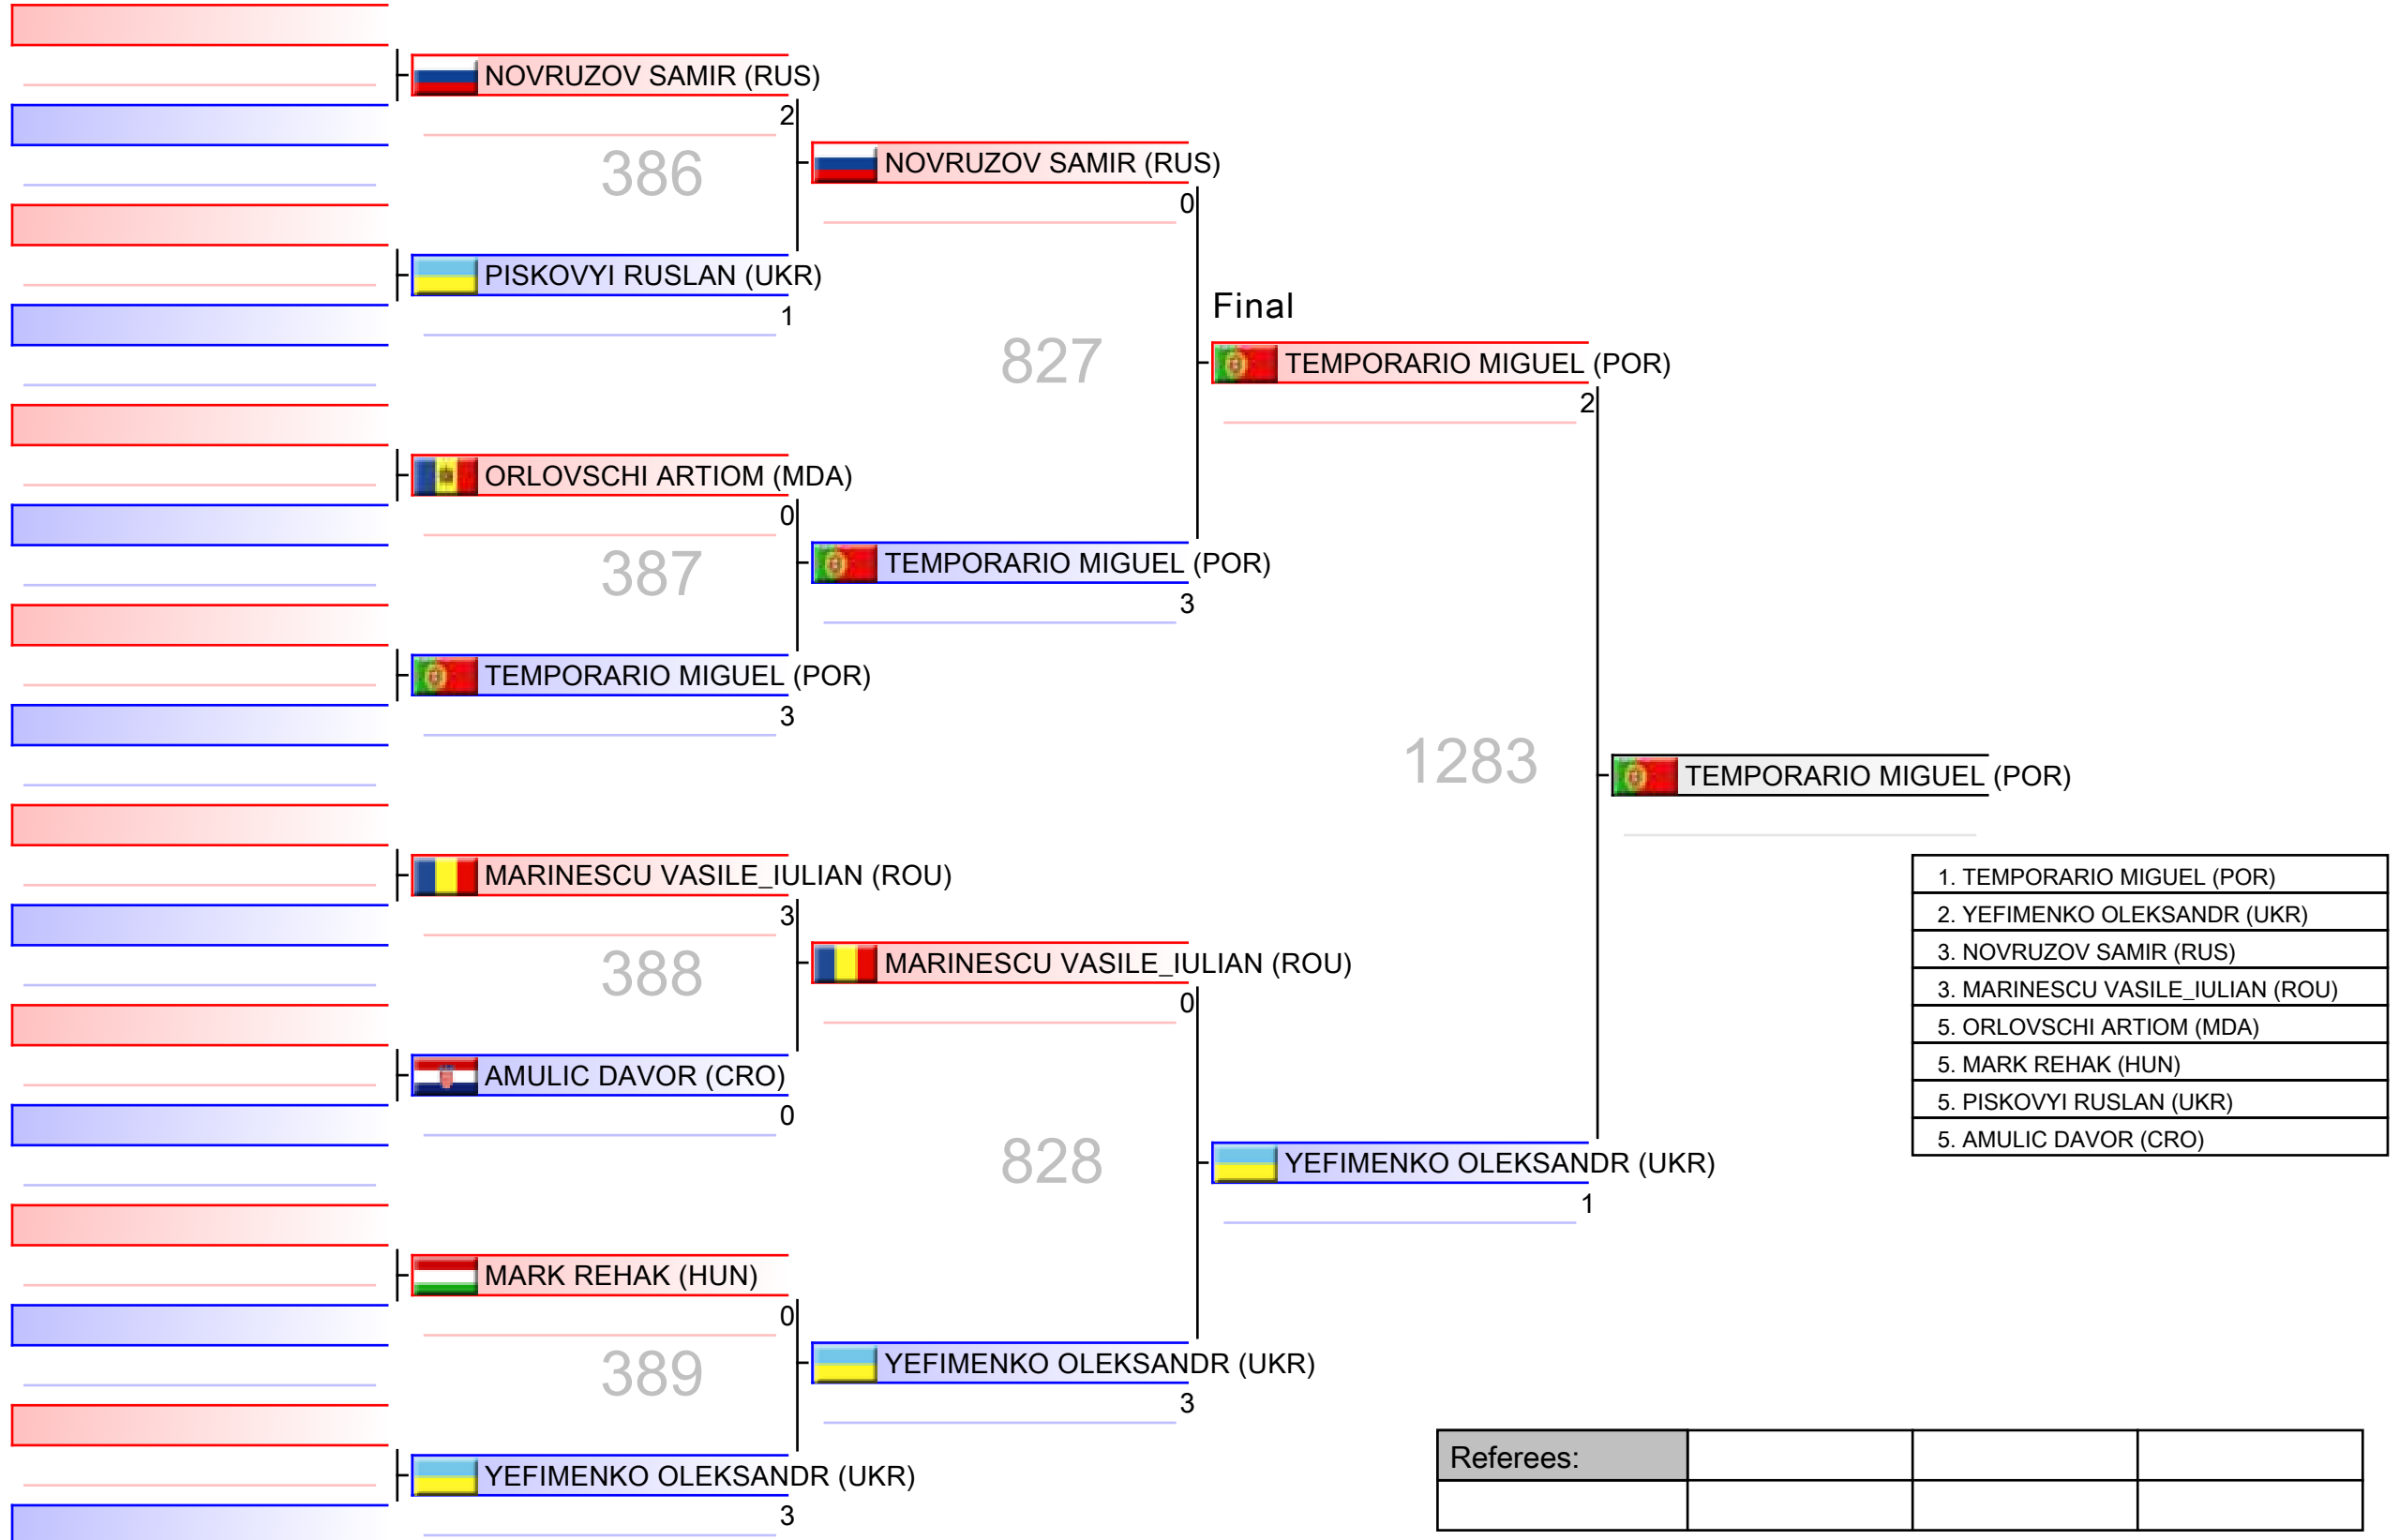 NOVRUZOV SAMIR (RUS)
2
386
PISKOVYI RUSLAN (UKR)
1
ORLOVSCHI ARTIOM (MDA)
0
387
TEMPORARIO MIGUEL (POR)
3
MARINESCU VASILE_IULIAN (ROU)
3
388
AMULIC DAVOR (CRO)
0
MARK REHAK (HUN)
0
389
YEFIMENKO OLEKSANDR (UKR)
3
NOVRUZOV SAMIR (RUS)
0
827
TEMPORARIO MIGUEL (POR)
3
MARINESCU VASILE_IULIAN (ROU)
0
828
YEFIMENKO OLEKSANDR (UKR)
3
Final
TEMPORARIO MIGUEL (POR)
2
1283
YEFIMENKO OLEKSANDR (UKR)
1
TEMPORARIO MIGUEL (POR)
1. TEMPORARIO MIGUEL (POR)
2. YEFIMENKO OLEKSANDR (UKR)
3. NOVRUZOV SAMIR (RUS)
3. MARINESCU VASILE_IULIAN (ROU)
5. ORLOVSCHI ARTIOM (MDA)
5. MARK REHAK (HUN)
5. PISKOVYI RUSLAN (UKR)
5. AMULIC DAVOR (CRO)
Referees: